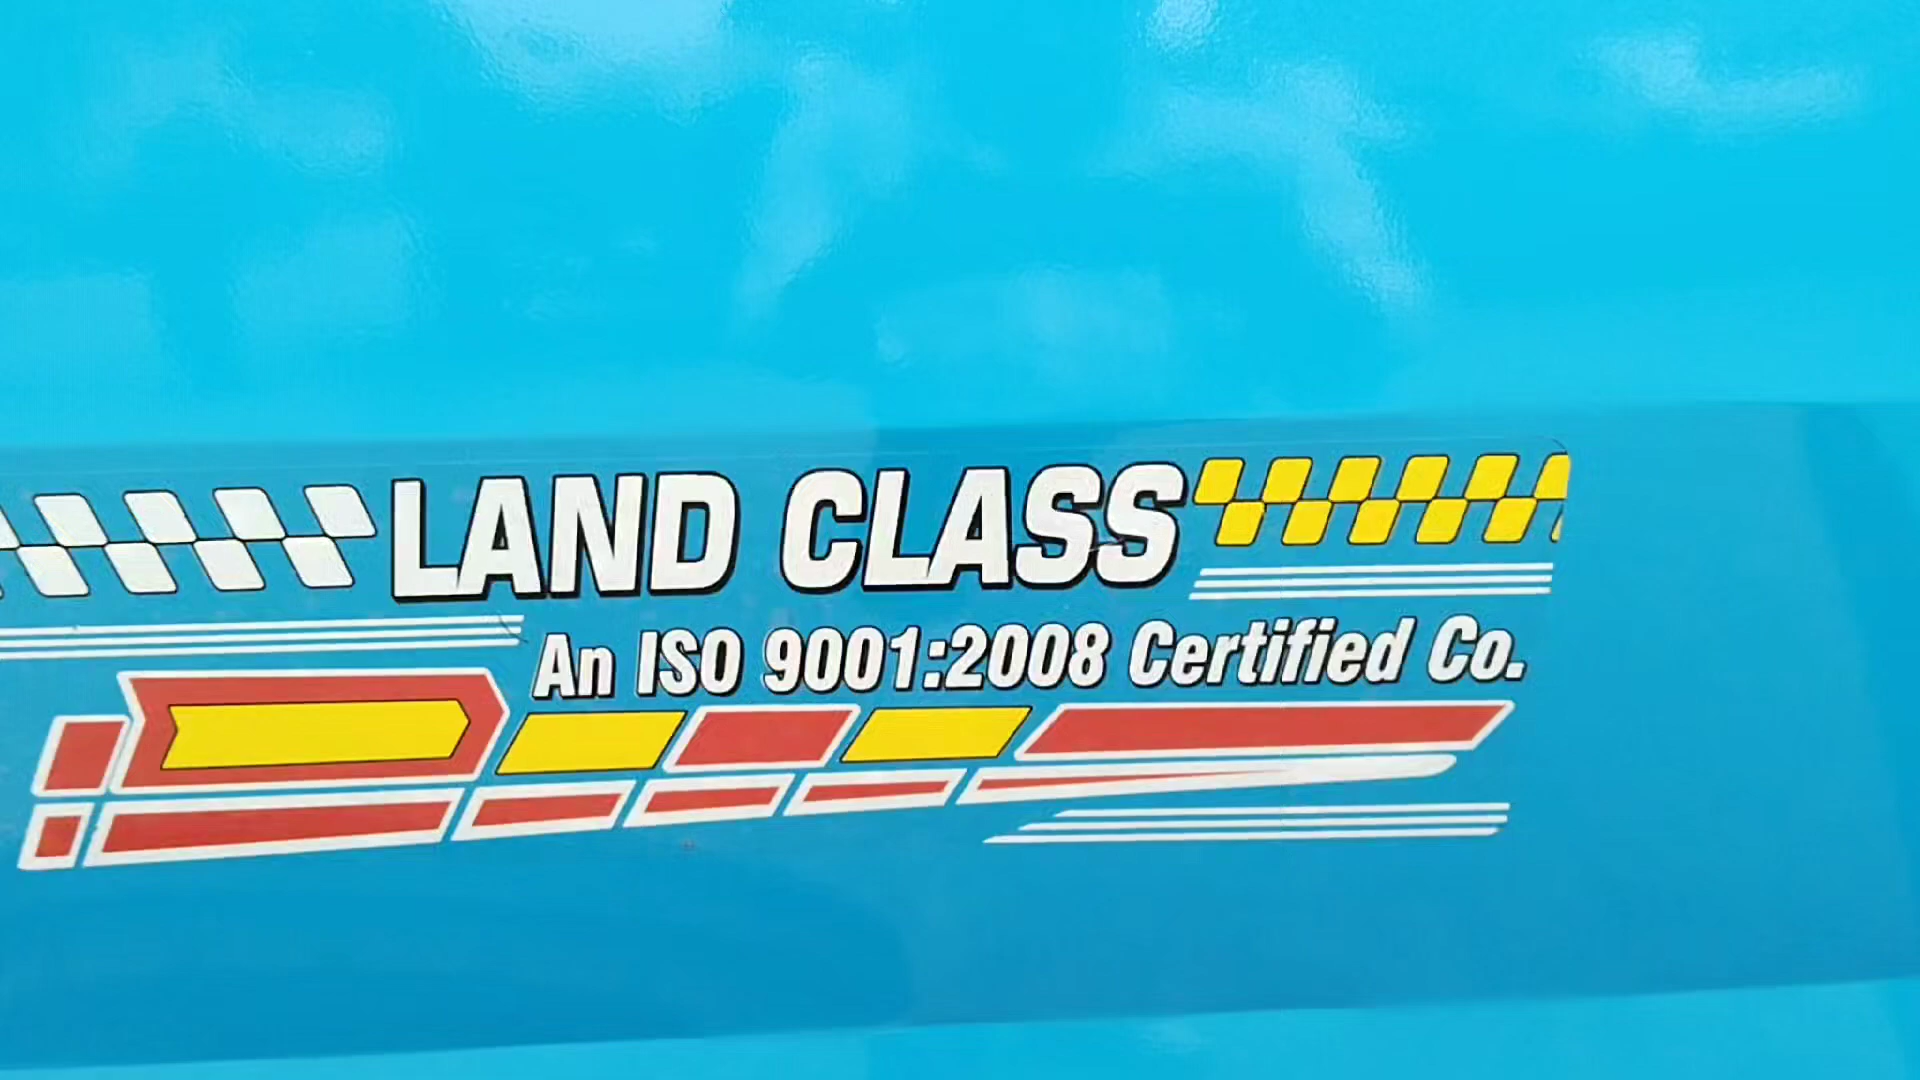 LAND CLASS
An ISO 9001:2008 Certified Co.